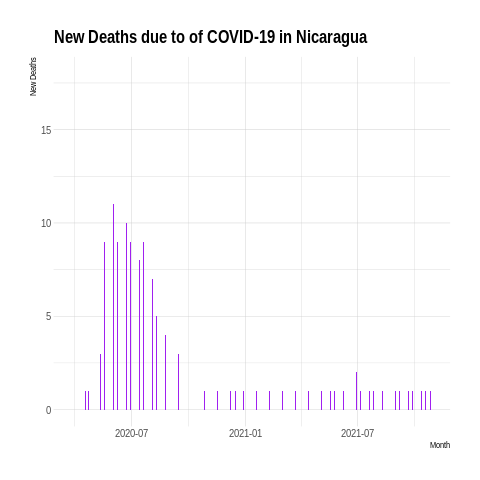 New Deaths due to of COVID-19 in Nicaragua
New Deaths
15
10
5
0
2020-07
2021-01
2021-07
Month